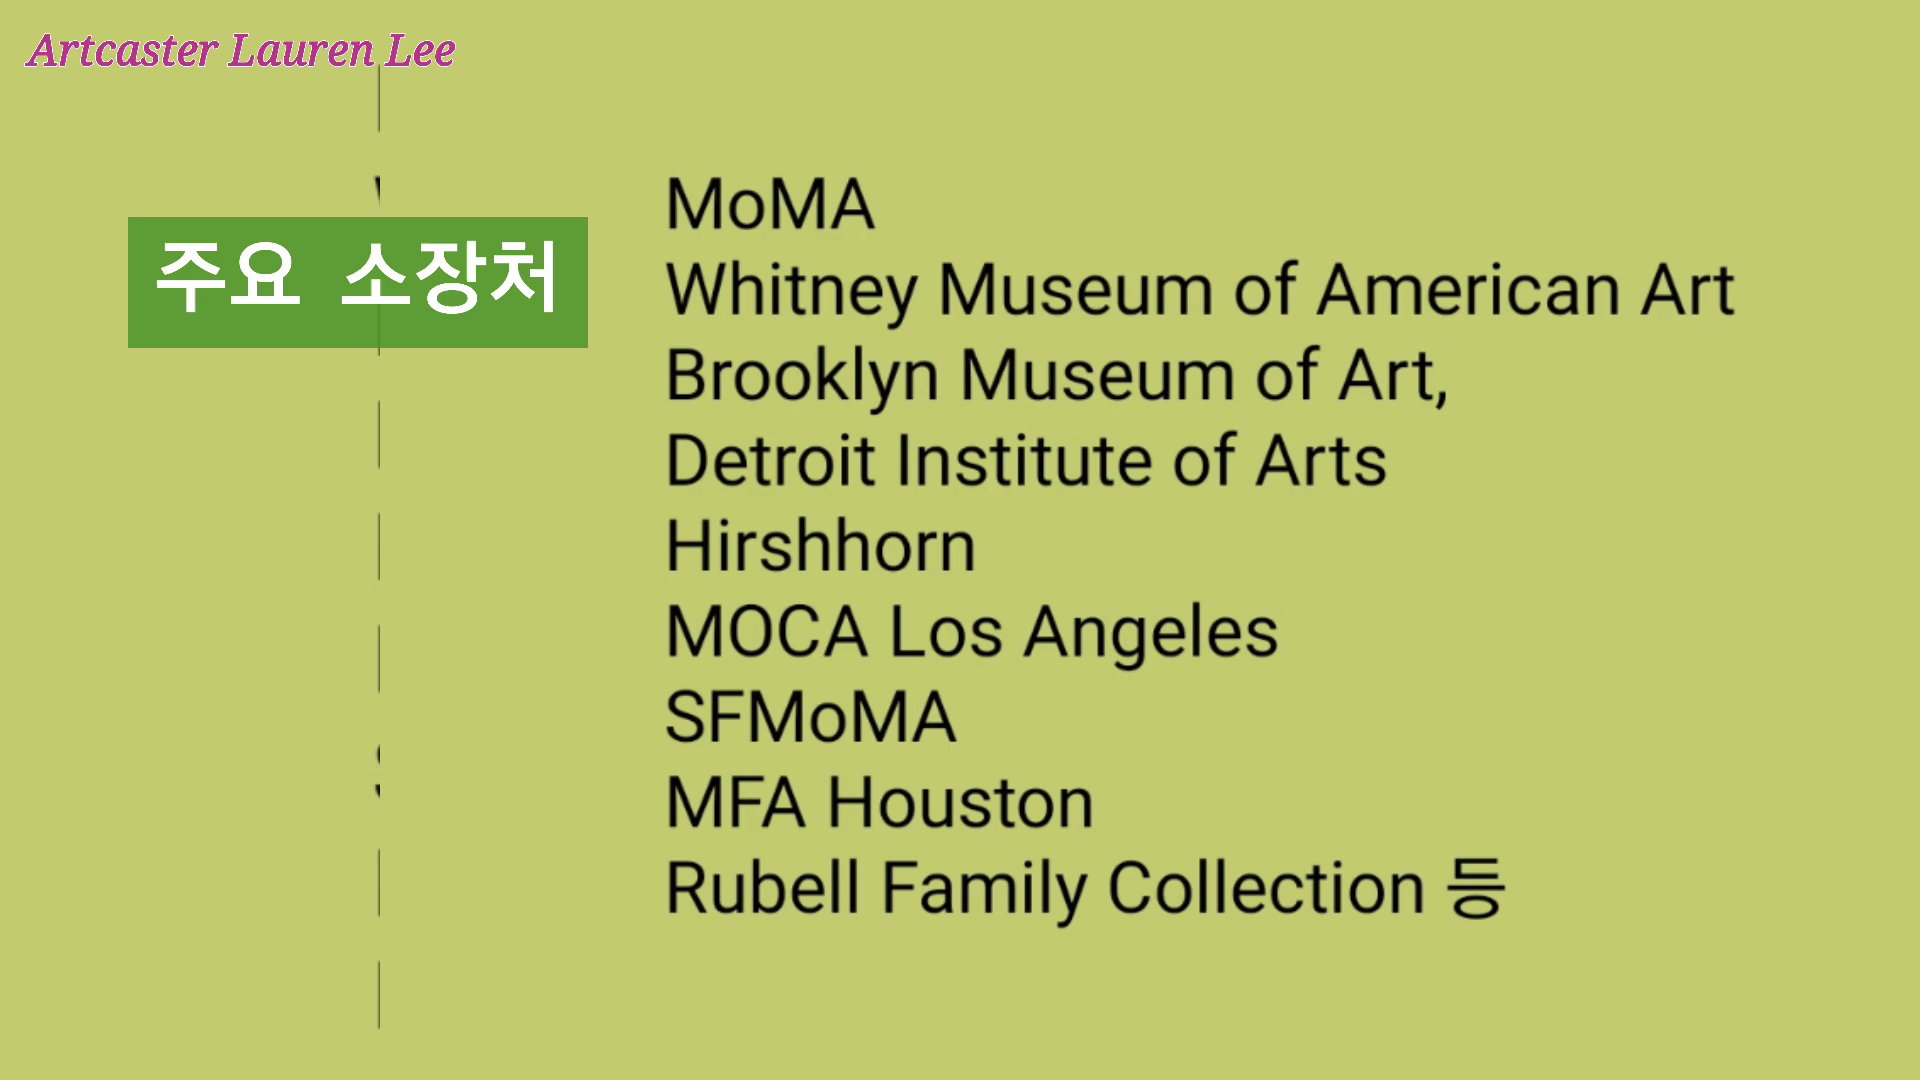 Artcaster Lauren Lee
주요 소장처
MoMA
Whitney Museum of American Art
Brooklyn Museum of Art,
Detroit Institute of Arts
Hirshhorn
MOCA Los Angeles
SFMoMA
MFA Houston
Rubell Family Collection 등